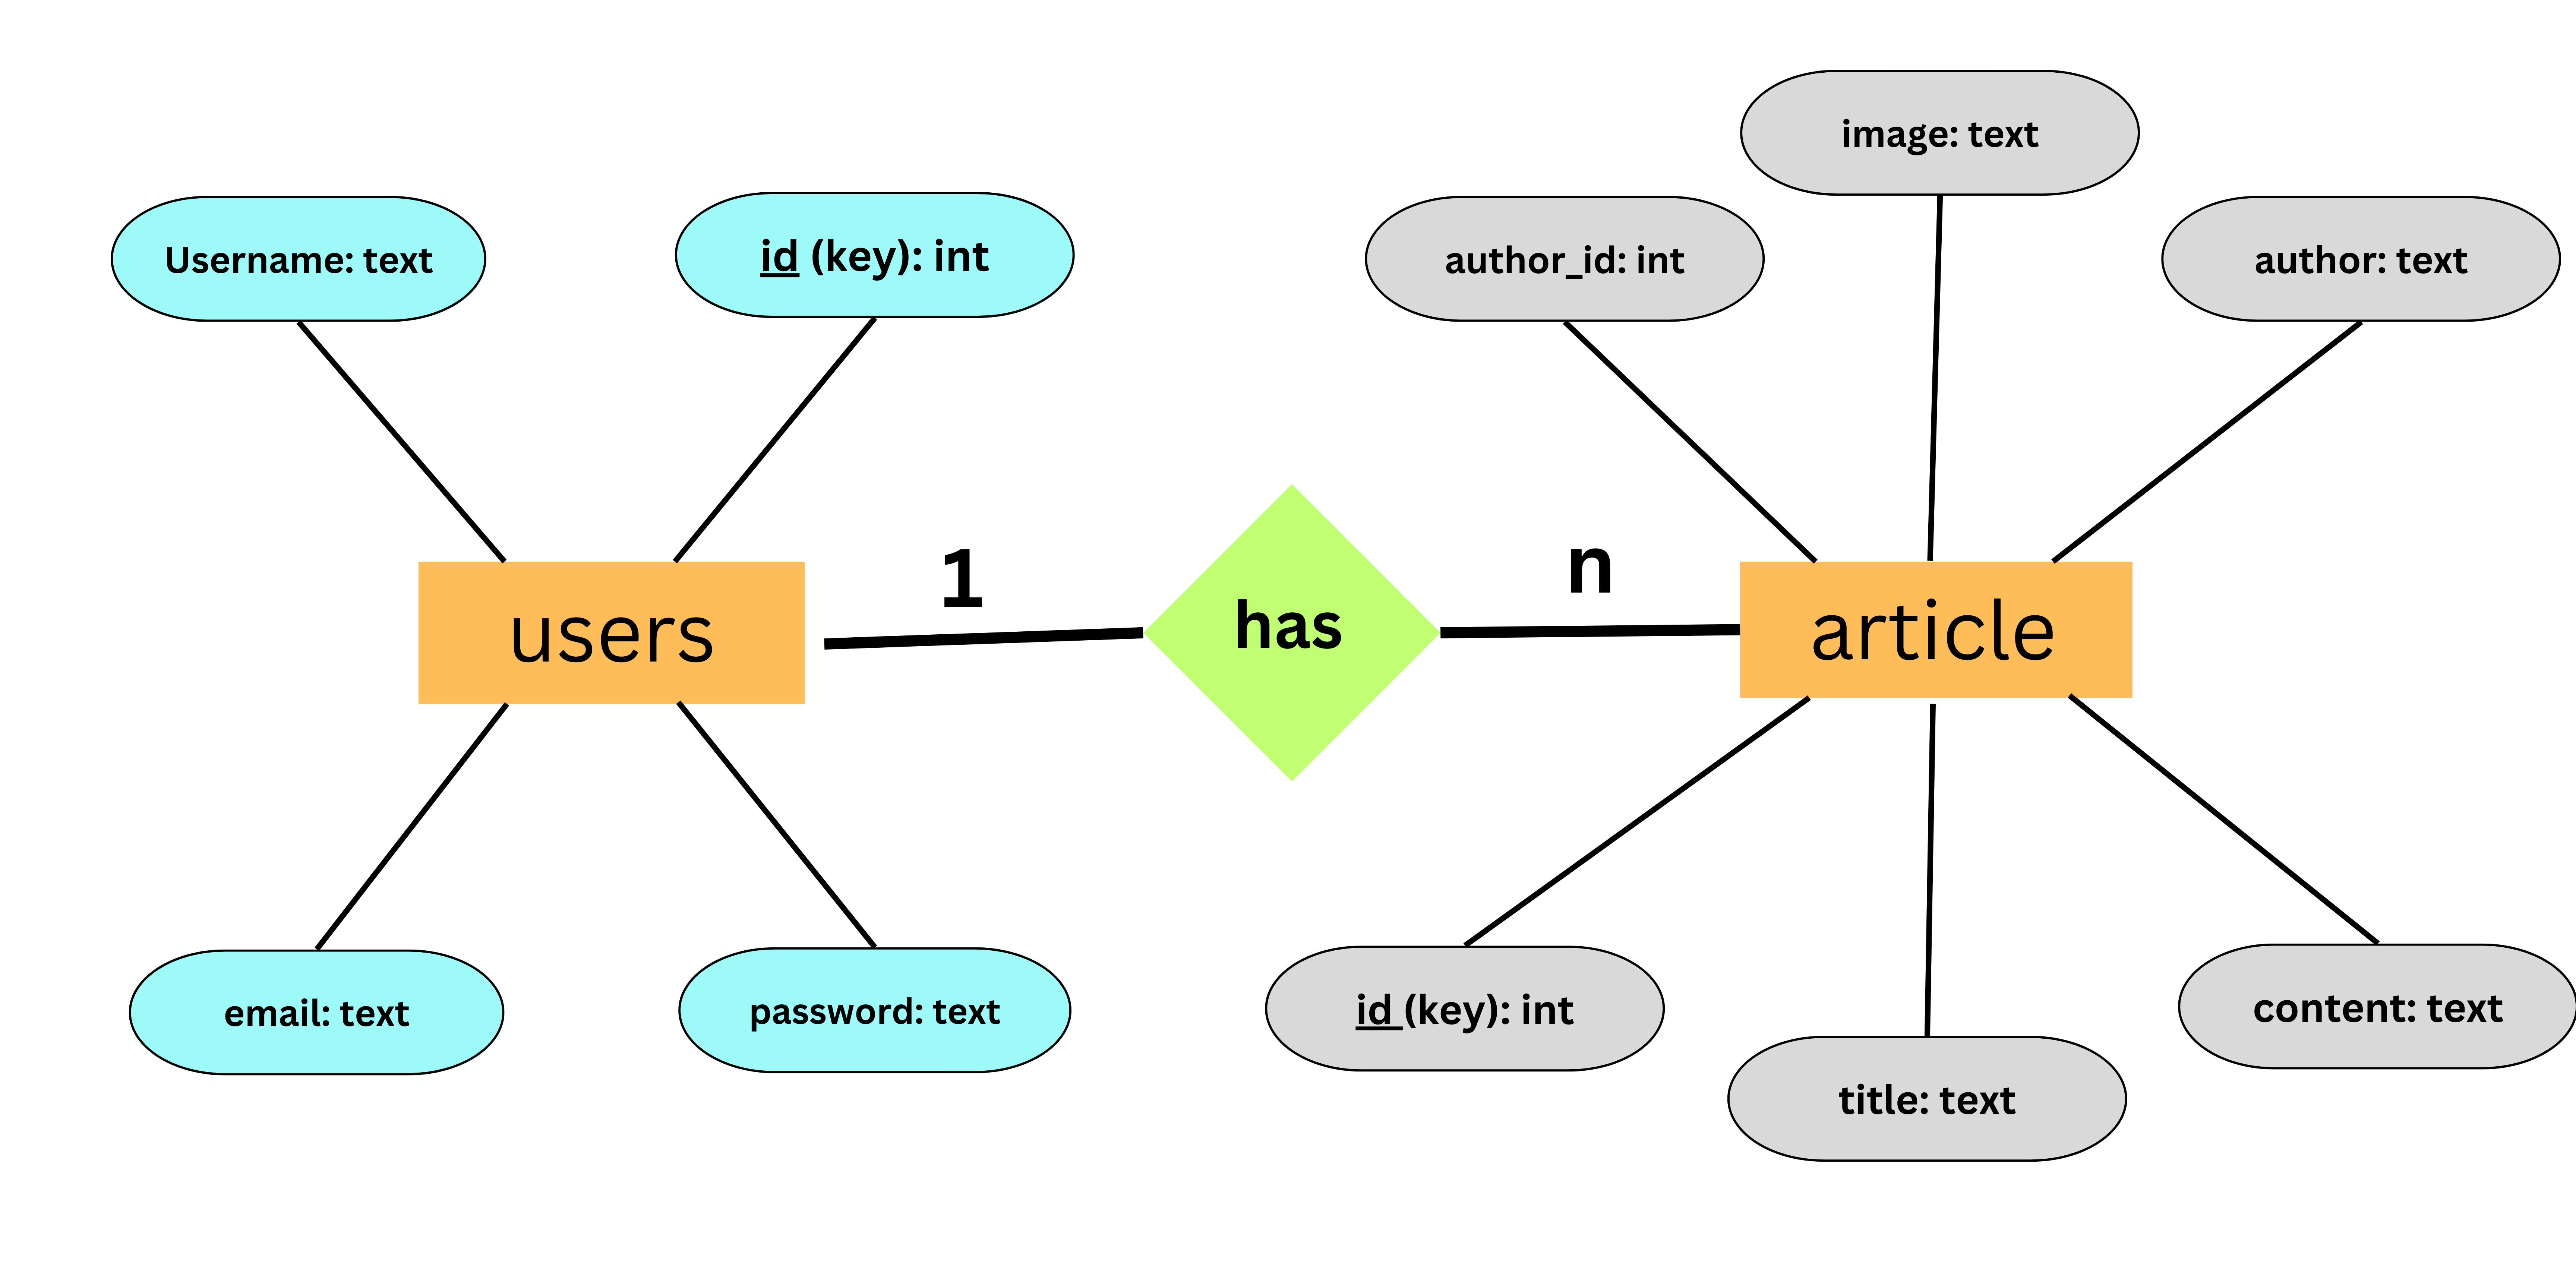 image: text
Username: text
id (key): int
author_id: int
author: text
1
n
users
has
article
email: text
password: text
id (key): int
title: text
content: text